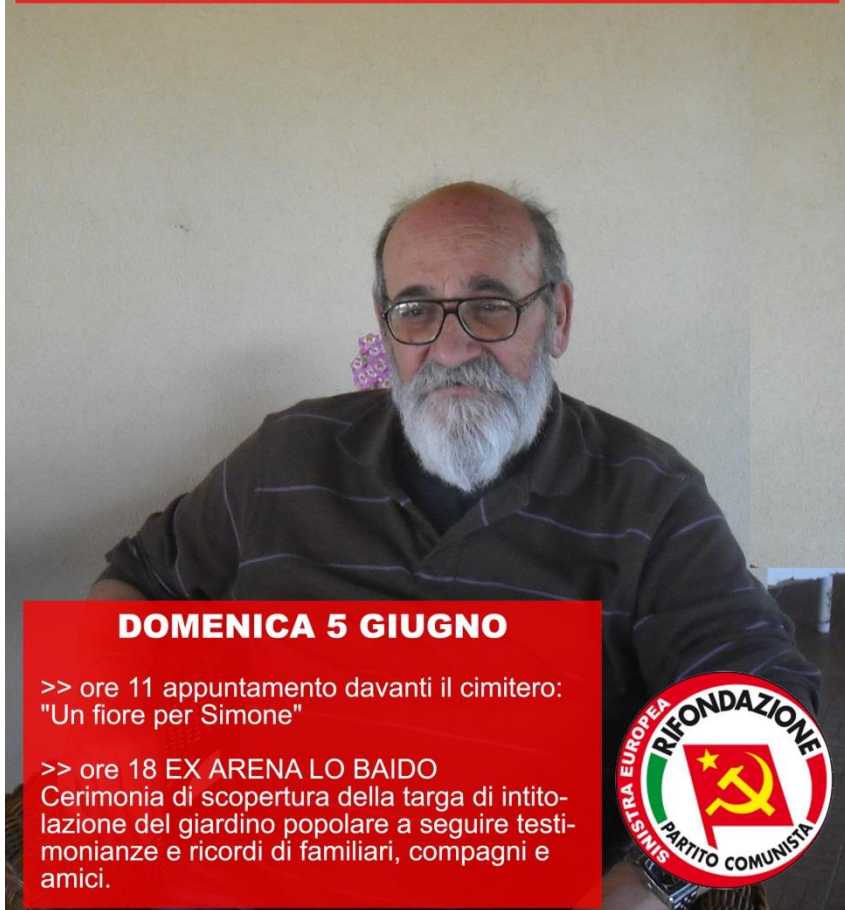 DOMENICA 5 GIUGNO
>> ore 11 appuntamento davanti il cimitero:
"Un fiore per Simone"
>> ore 18 EX ARENA LO BAIDO
Cerimonia di scopertura della targa di intito-
lazione del giardino popolare a seguire testi-
monianze e ricordi di familiari, compagni e
amici.
SINISTRA EUROPEA
RIFONDAZIONE
PARTITO COMUNISTA